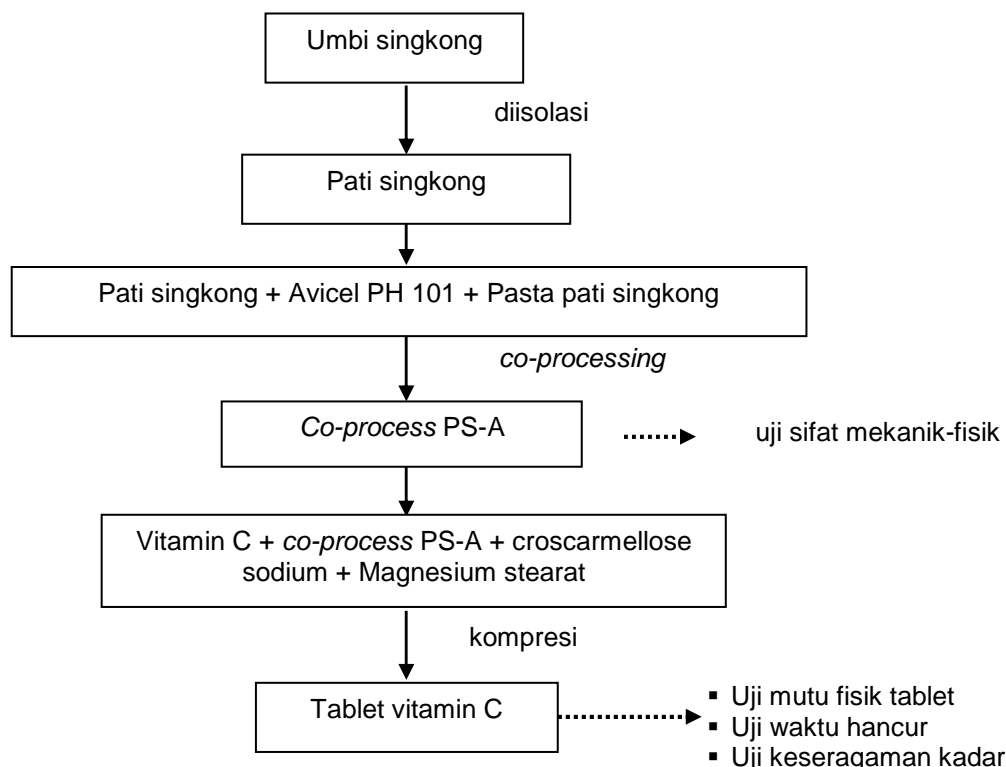 Umbi singkong
diisolasi
Pati singkong
Pati singkong + Avicel PH 101 + Pasta pati singkong
co-processing
Co-process PS-A
uji sifat mekanik-fisik
Vitamin C + co-process PS-A + croscarmellose
sodium + Magnesium stearat
kompresi
Tablet vitamin C
▪ Uji mutu fisik tablet
▪ Uji waktu hancur
▪ Uji keseragaman kadar